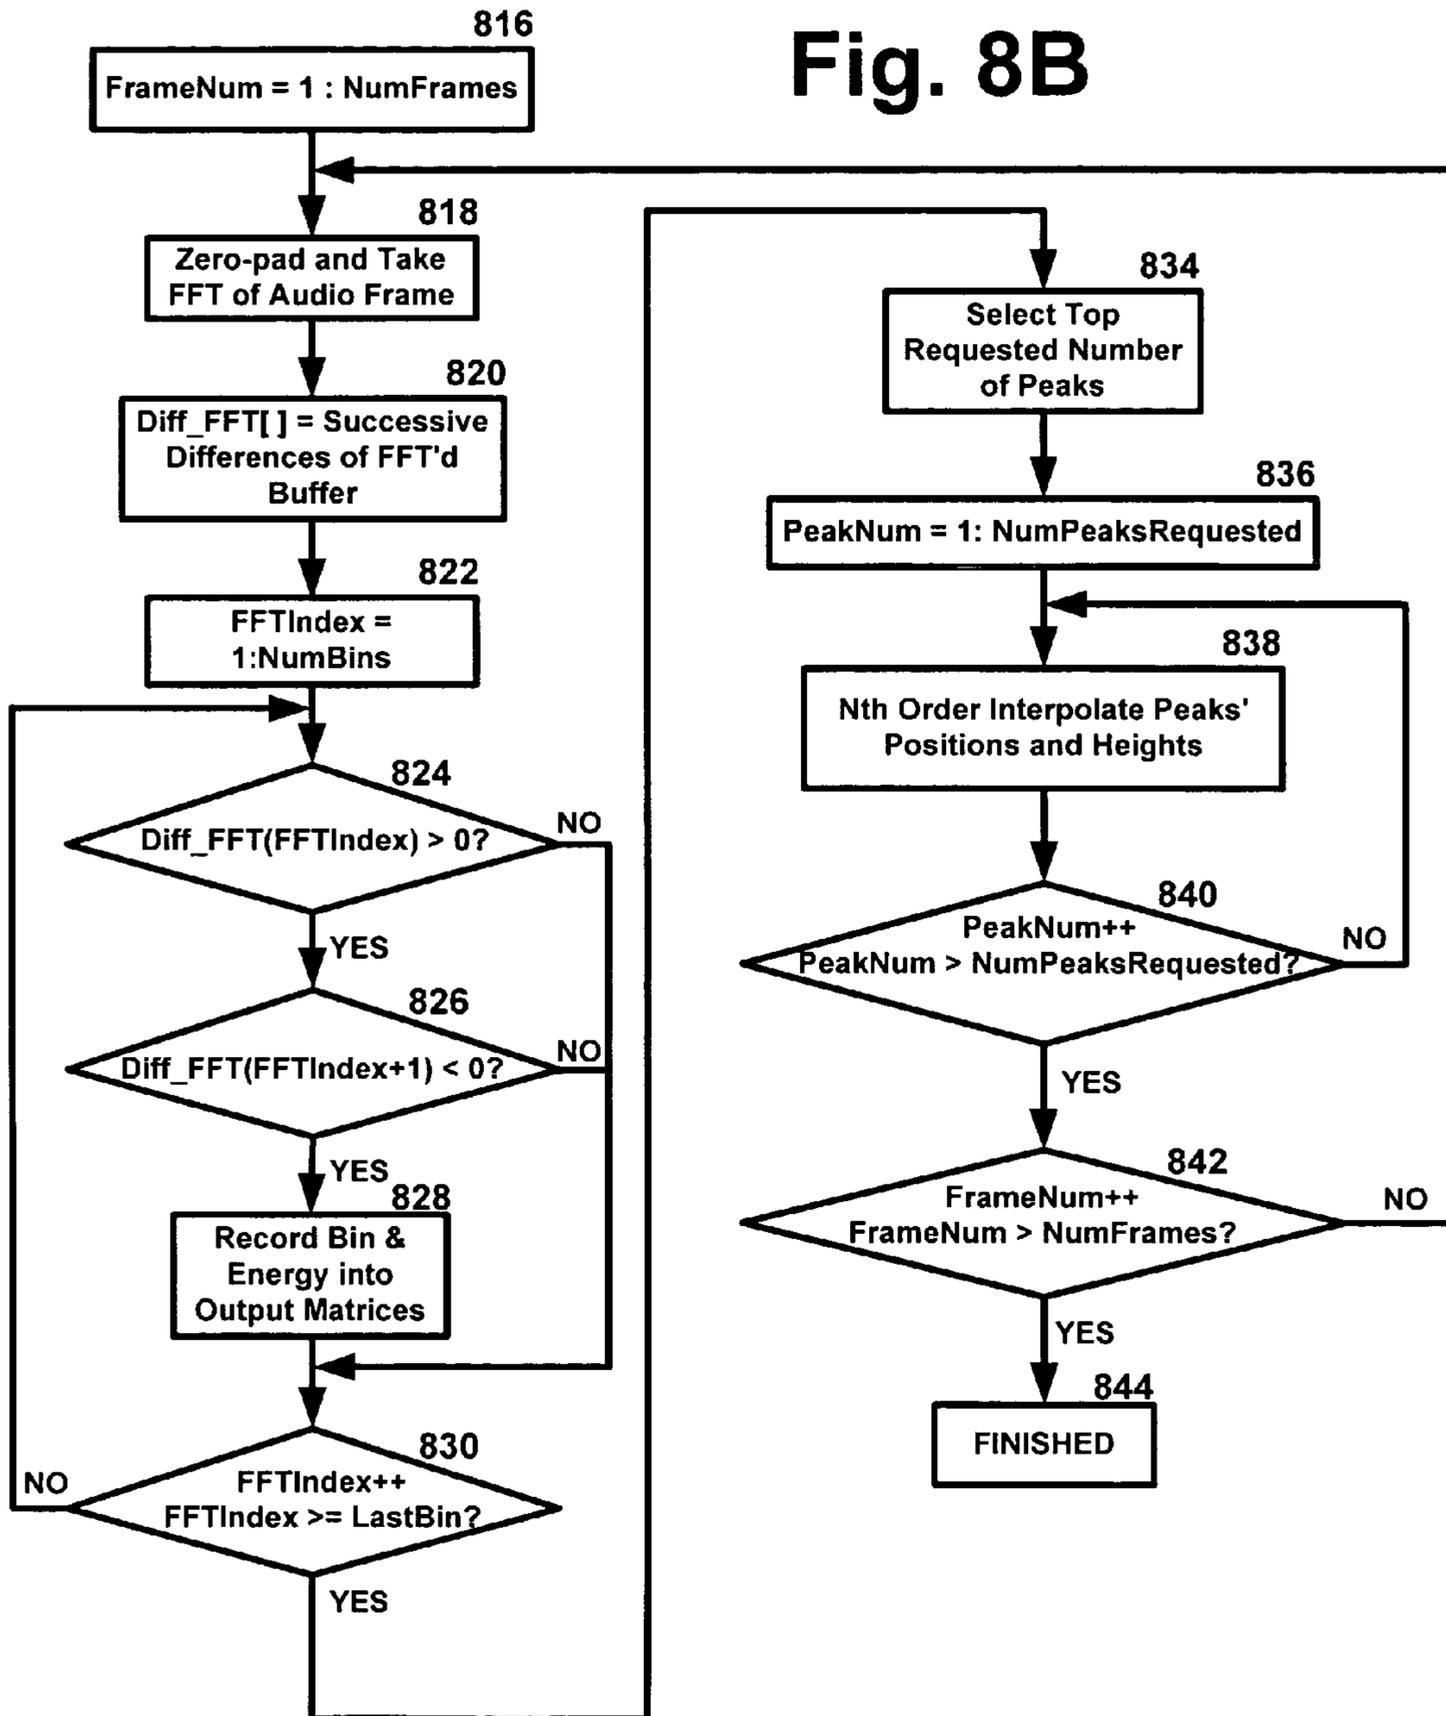 Fig. 8B
816
FrameNum = 1 : NumFrames
818
Zero-pad and Take
FFT of Audio Frame
820
Diff_FFT[ ] = Successive
Differences of FFT'd
Buffer
822
FFTIndex =
1:NumBins
824
Diff_FFT(FFTIndex) > 0?
NO
YES
826
Diff_FFT(FFTIndex+1) < 0?
NO
YES
828
Record Bin &
Energy into
Output Matrices
830
FFTIndex++
FFTIndex >= LastBin?
NO
YES
834
Select Top
Requested Number
of Peaks
836
PeakNum = 1: NumPeaksRequested
838
Nth Order Interpolate Peaks'
Positions and Heights
840
PeakNum++
PeakNum > NumPeaksRequested?
NO
YES
842
FrameNum++
FrameNum > NumFrames?
NO
YES
844
FINISHED